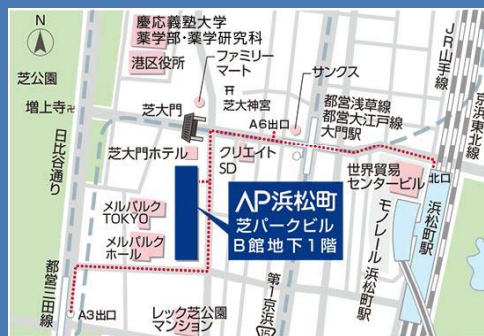 N
慶応義塾大学
薬学部・薬学研究科
港区役所
ファミリー
マート
サンクス
JR山手線
京浜東北線
芝公園
増上寺卍
芝大門
芝大神宮
A6出口
都営浅草線
都営大江戸線
大門駅
日比谷通り
芝大門ホテル
クリエイト
SD
世界貿易
センタービル
北口
浜松町駅
モノレール浜松町駅
AP浜松町
芝パークビル
B館地下1階
メルパルク
TOKYO
メルパルク
ホール
都営三田線
A3出口
レック芝公園
マンション
第1京浜
15